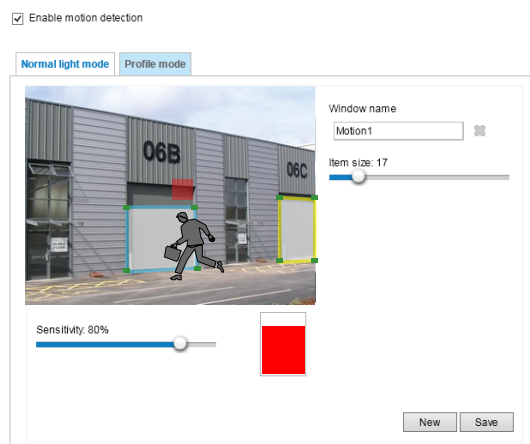 Enable motion detection
Normal light mode
Profile mode
Window name
06B
Motion1
06C
Item size: 17
Sensitivity: 80%
New
Save